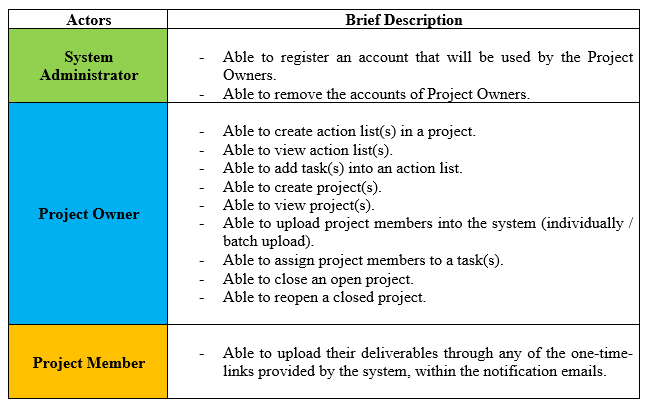 Actors
Brief Description
System
Administrator
- Able to register an account that will be used by the Project
Owners.
- Able to remove the accounts of Project Owners.
Project Owner
- Able to create action list(s) in a project.
- Able to view action list(s).
- Able to add task(s) into an action list.
- Able to create project(s).
- Able to view project(s).
- Able to upload project members into the system (individually /
batch upload).
- Able to assign project members to a task(s).
- Able to close an open project.
- Able to reopen a closed project.
Project Member
- Able to upload their deliverables through any of the one-time-
links provided by the system, within the notification emails.